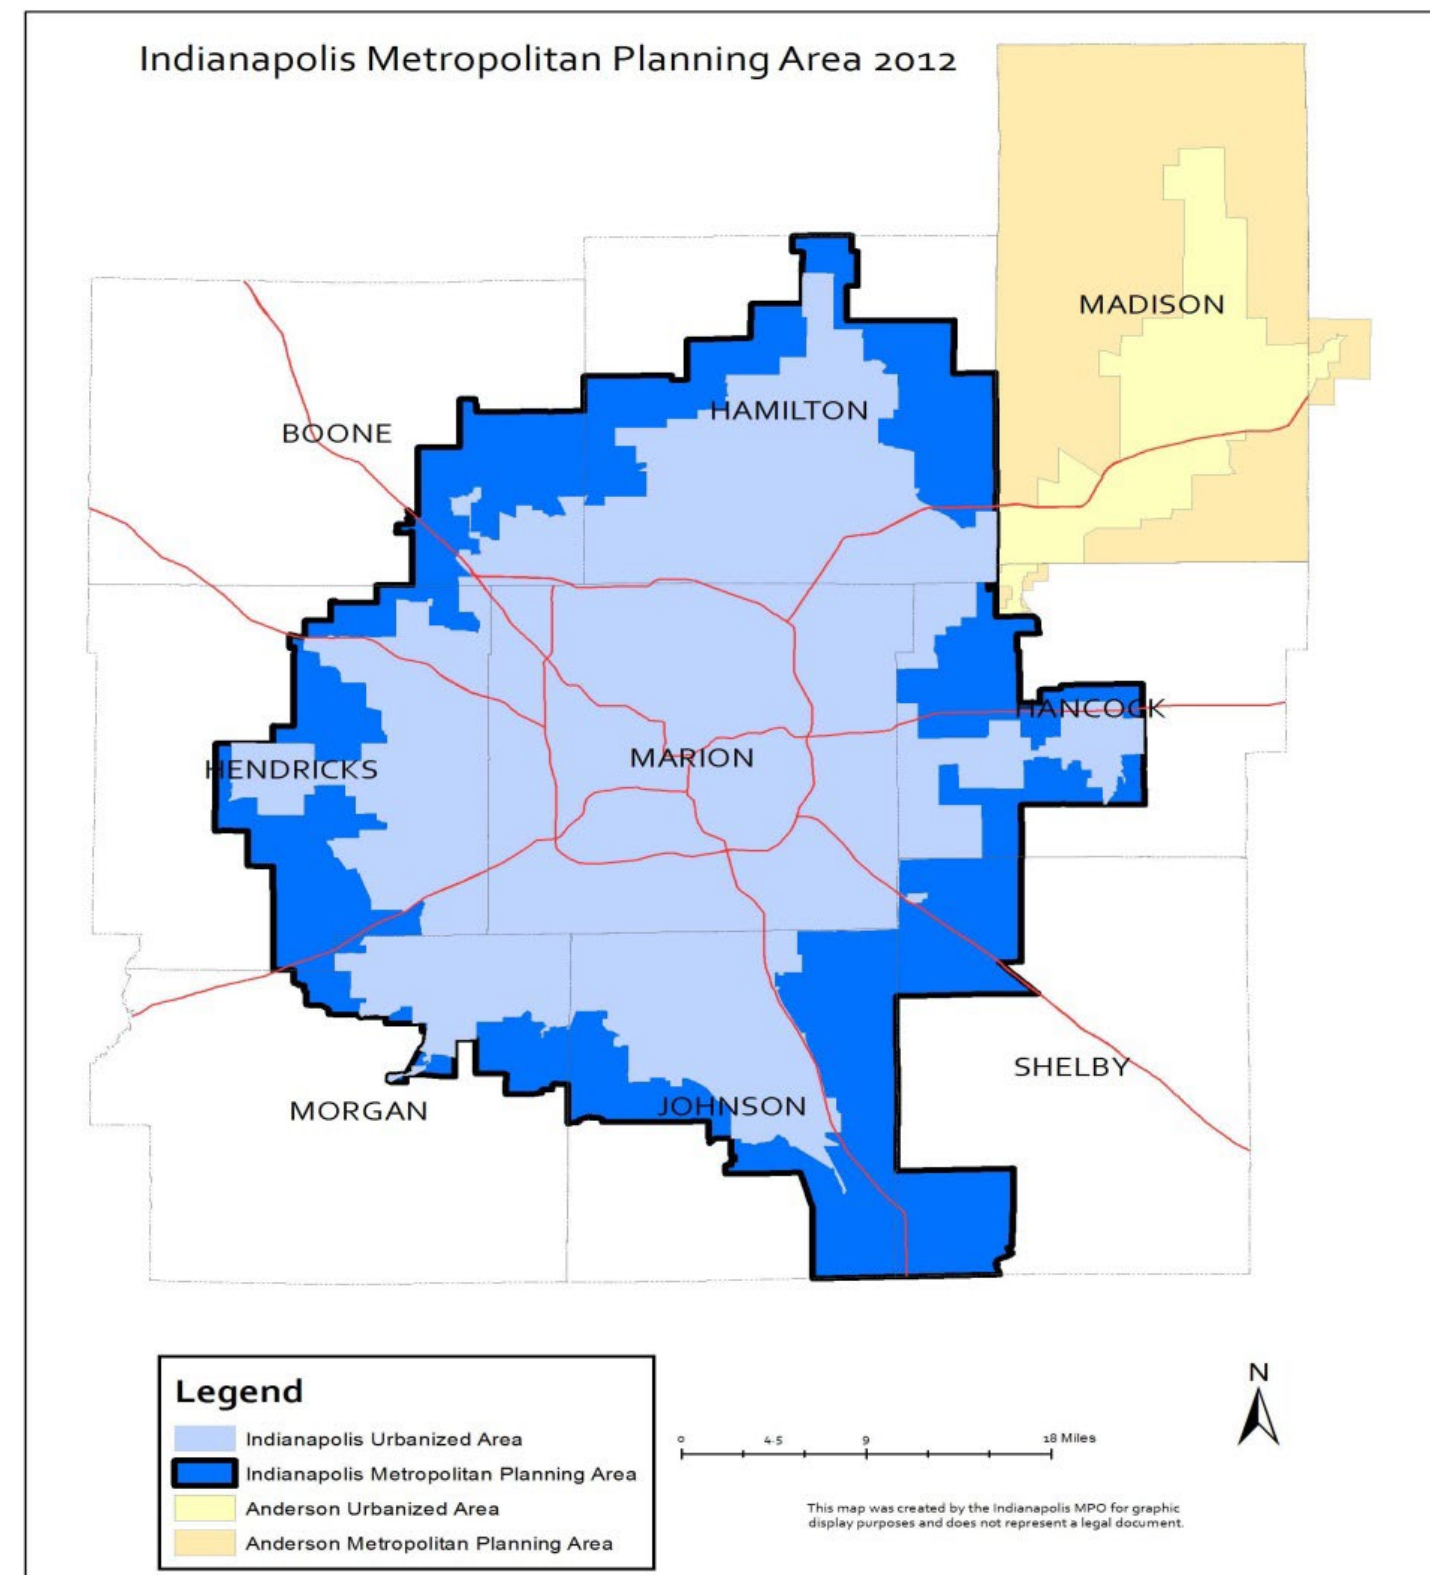 Indianapolis Metropolitan Planning Area 2012
MADISON
HAMILTON
BOONE
HANCOCK
MARION
HENDRICKS
SHELBY
JOHNSON
MORGAN
Legend
Indianapolis Urbanized Area
Indianapolis Metropolitan Planning Area
Anderson Urbanized Area
Anderson Metropolitan Planning Area
0 4.5 9 18 Miles
N
This map was created by the Indianapolis MPO for graphic
display purposes and does not represent a legal document.